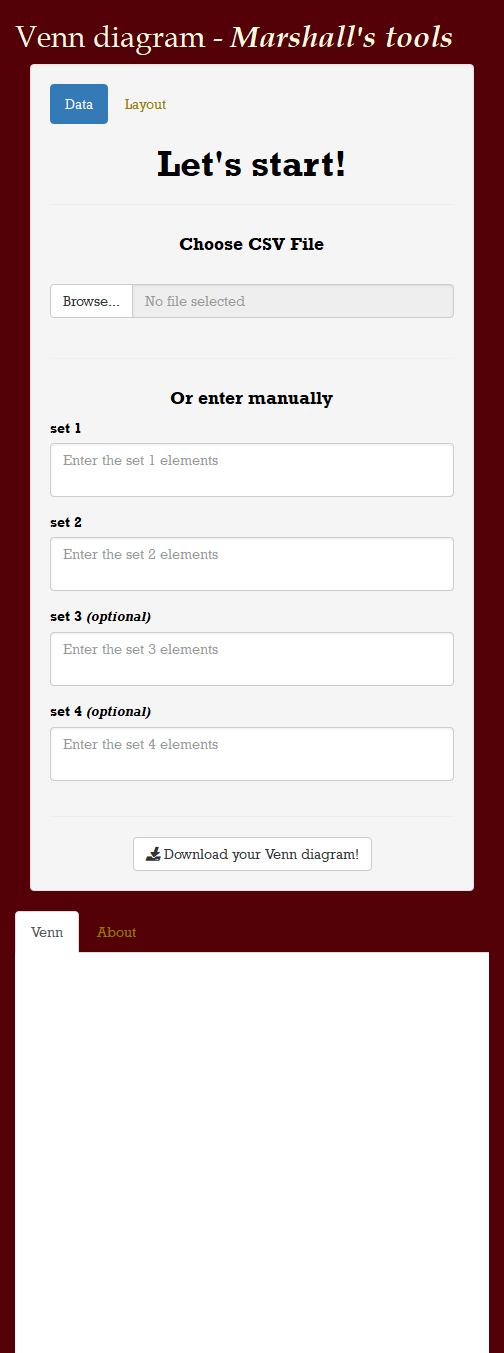 Venn diagram - Marshall's tools
Data Layout
Let's start!
Choose CSV File
Browse... No file selected
Or enter manually
set 1
Enter the set 1 elements
set 2
Enter the set 2 elements
set 3 (optional)
Enter the set 3 elements
set 4 (optional)
Enter the set 4 elements
Download your Venn diagram!
Venn About